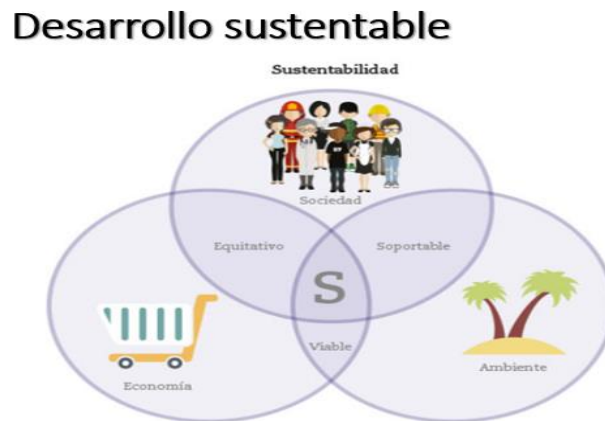 Desarrollo sustentable
Sustentabilidad
Sociedad
Equitativo
Soportable
S
Viable
Economía
Ambiente